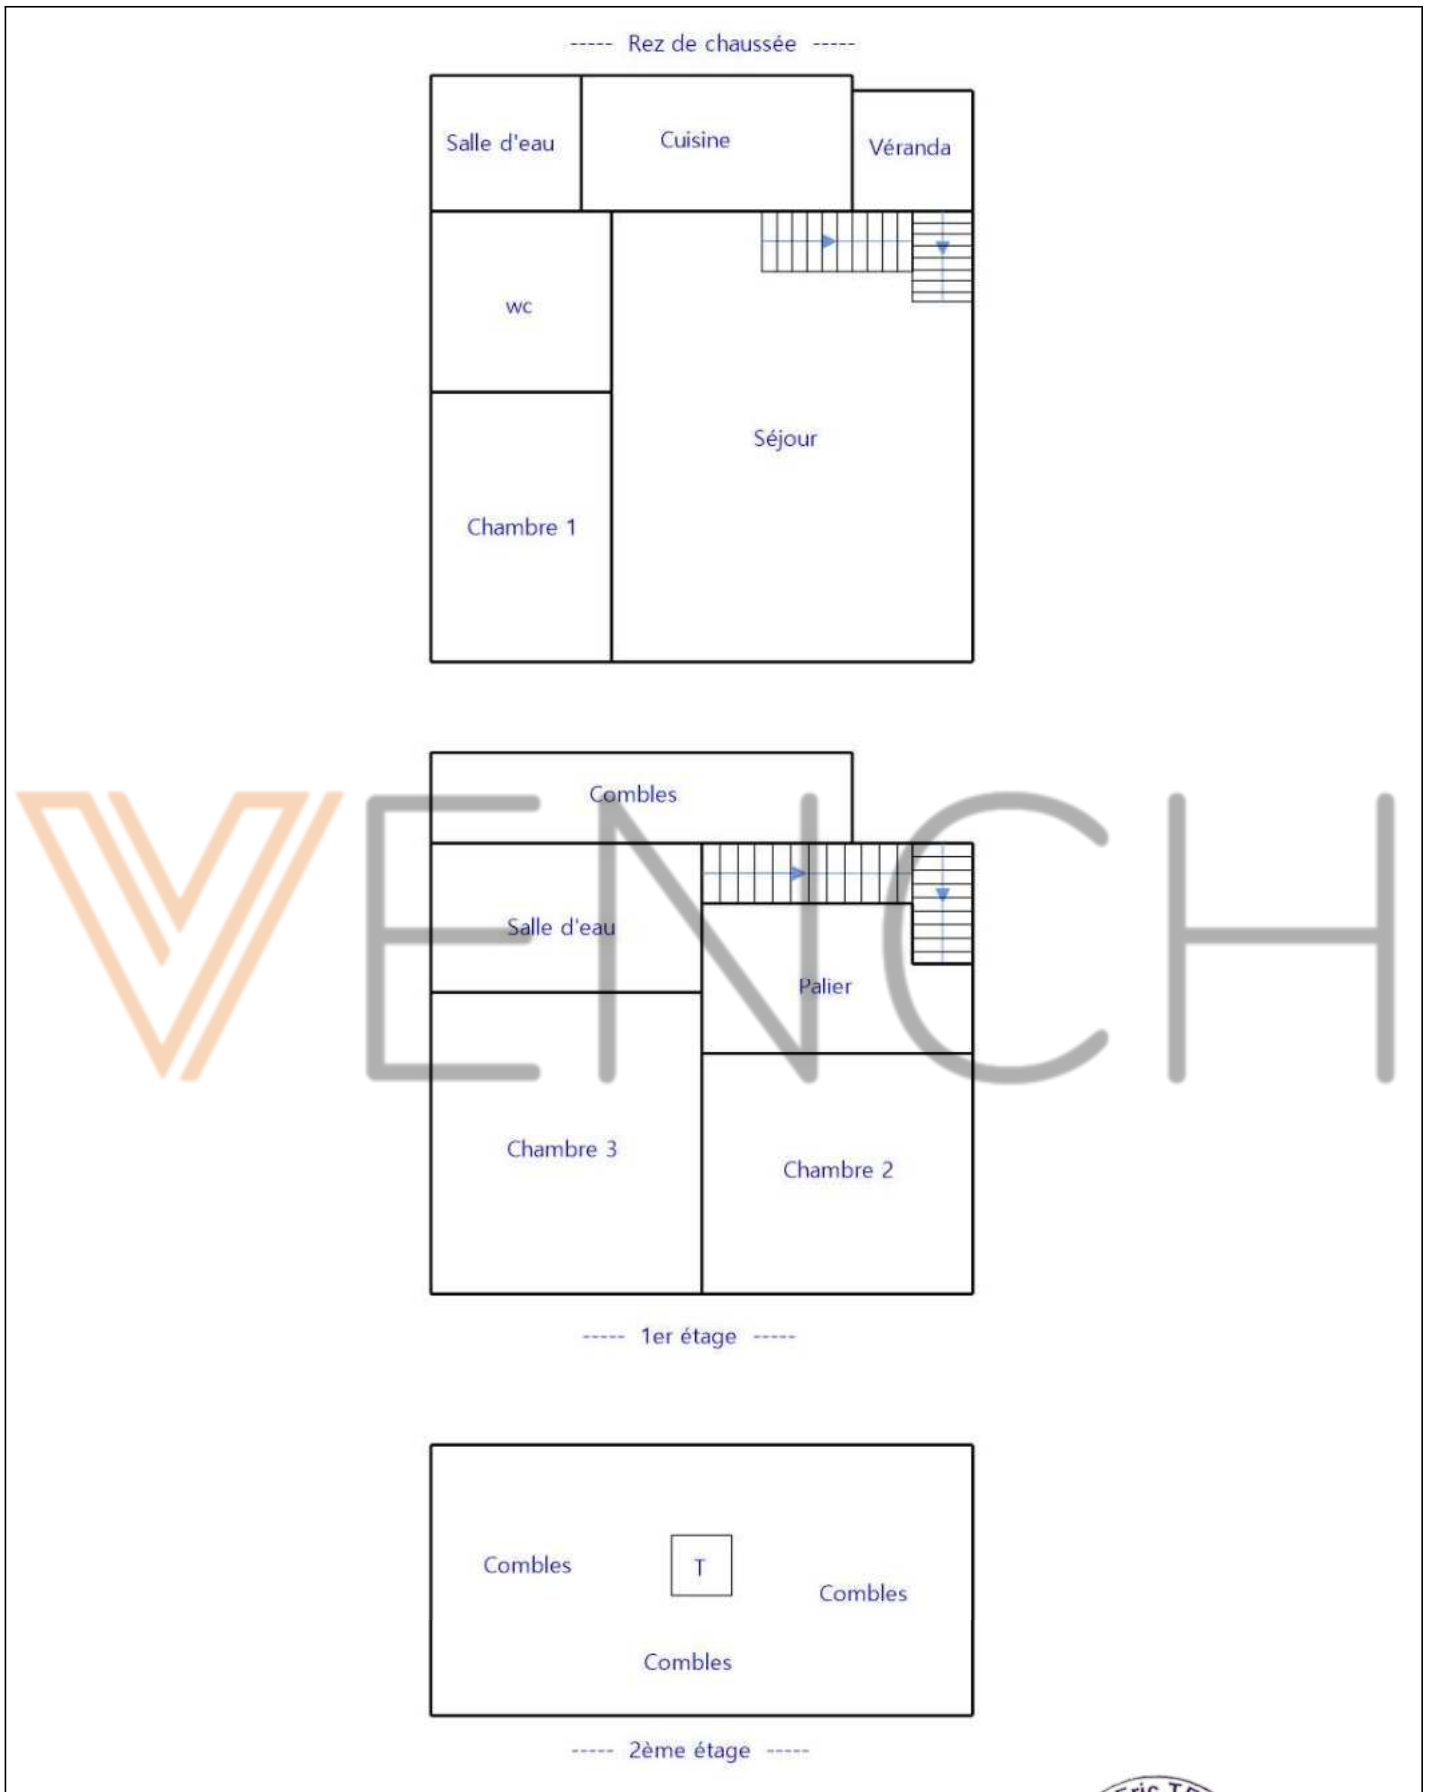 ----- Rez de chaussée -----
Salle d'eau
Cuisine
Véranda
wc
Séjour
Chambre 1
Combles
Salle d'eau
Palier
VENCH
Chambre 3
Chambre 2
----- 1er étage -----
Combles
T
Combles
Combles
----- 2ème étage -----
Eric